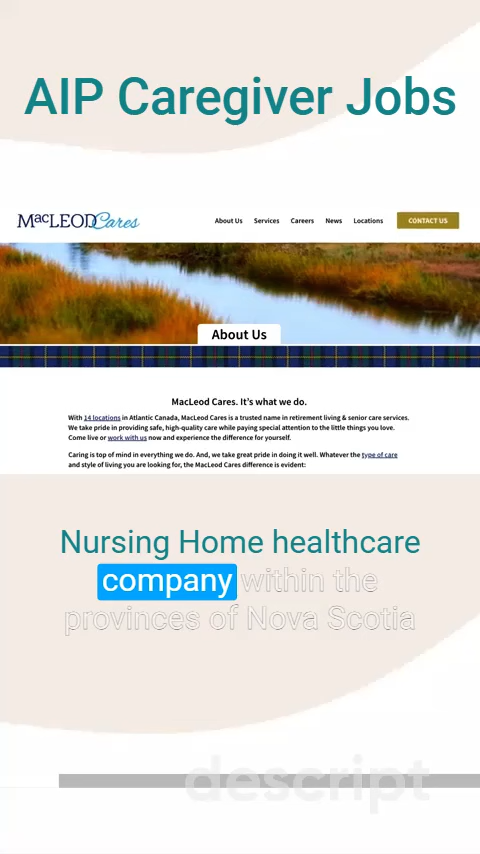 AIP Caregiver Jobs
MacLEOD Cares
About Us Services Careers News Locations CONTACT US
About Us
MacLeod Cares. It's what we do.
With 14 locations in Atlantic Canada, MacLeod Cares is a trusted name in retirement living & senior care services.
We take pride in providing safe, high-quality care while paying special attention to the little things you love.
Come live or work with us now and experience the difference for yourself.
Caring is top of mind in everything we do. And, we take great pride in doing it well. Whatever the type of care
and style of living you are looking for, the MacLeod Cares difference is evident:
Nursing Home healthcare
company within the
provinces of Nova Scotia
descript